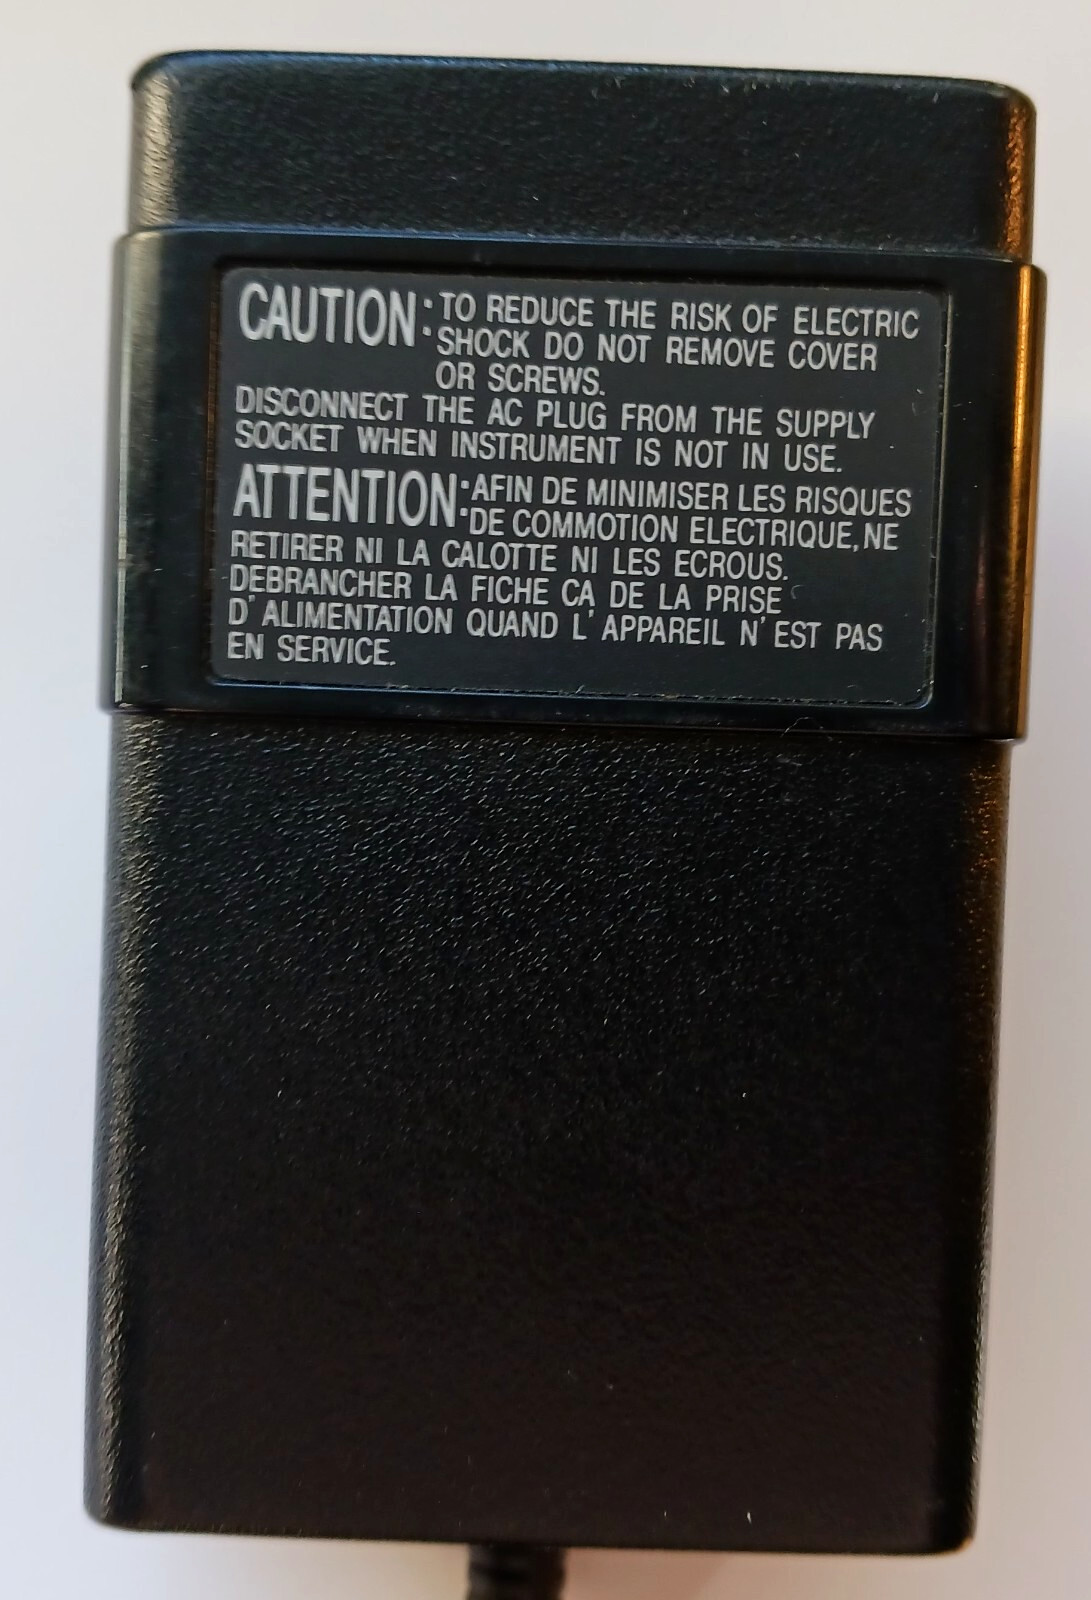 CAUTION: TO REDUCE THE RISK OF ELECTRIC
SHOCK DO NOT REMOVE COVER
OR SCREWS.
DISCONNECT THE AC PLUG FROM THE SUPPLY
SOCKET WHEN INSTRUMENT IS NOT IN USE.
ATTENTION: AFIN DE MINIMISER LES RISQUES
DE COMMOTION ELECTRIQUE, NE
RETIRER NI LA CALOTTE NI LES ECROUS.
DEBRANCHER LA FICHE CA DE LA PRISE
D'ALIMENTATION QUAND L'APPAREIL N'EST PAS
EN SERVICE.